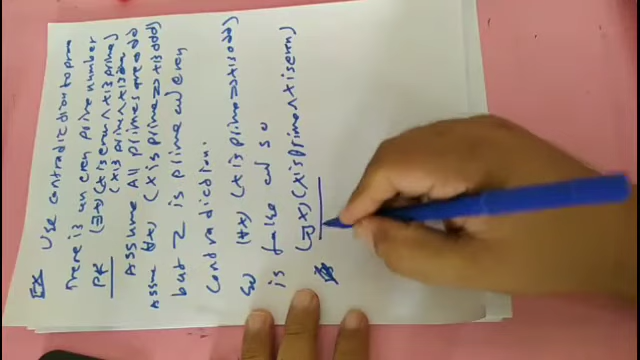 Ex Use contradiction to prove
There is an even prime number
Pf (∃x)(x is even ∧ x is prime)
(x is prime ∧ x is even
Assume All primes are odd
Assume ∀x) (x is prime ⇒ x is odd)
but 2 is prime and even
Contradiction.
So (∀x) (x is prime ⇒ x is odd)
is false and so
(∃x)(x is prime ∧ x is even)